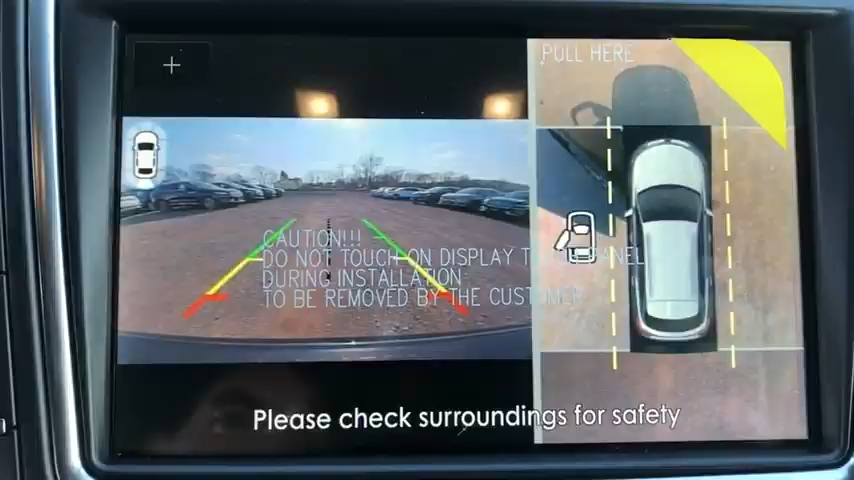 PULL HERE
CAUTION!!!
DO NOT TOUCH ON DISPLAY TOUCH PANEL
DURING INSTALLATION
TO BE REMOVED BY THE CUSTOMER
Please check surroundings for safety